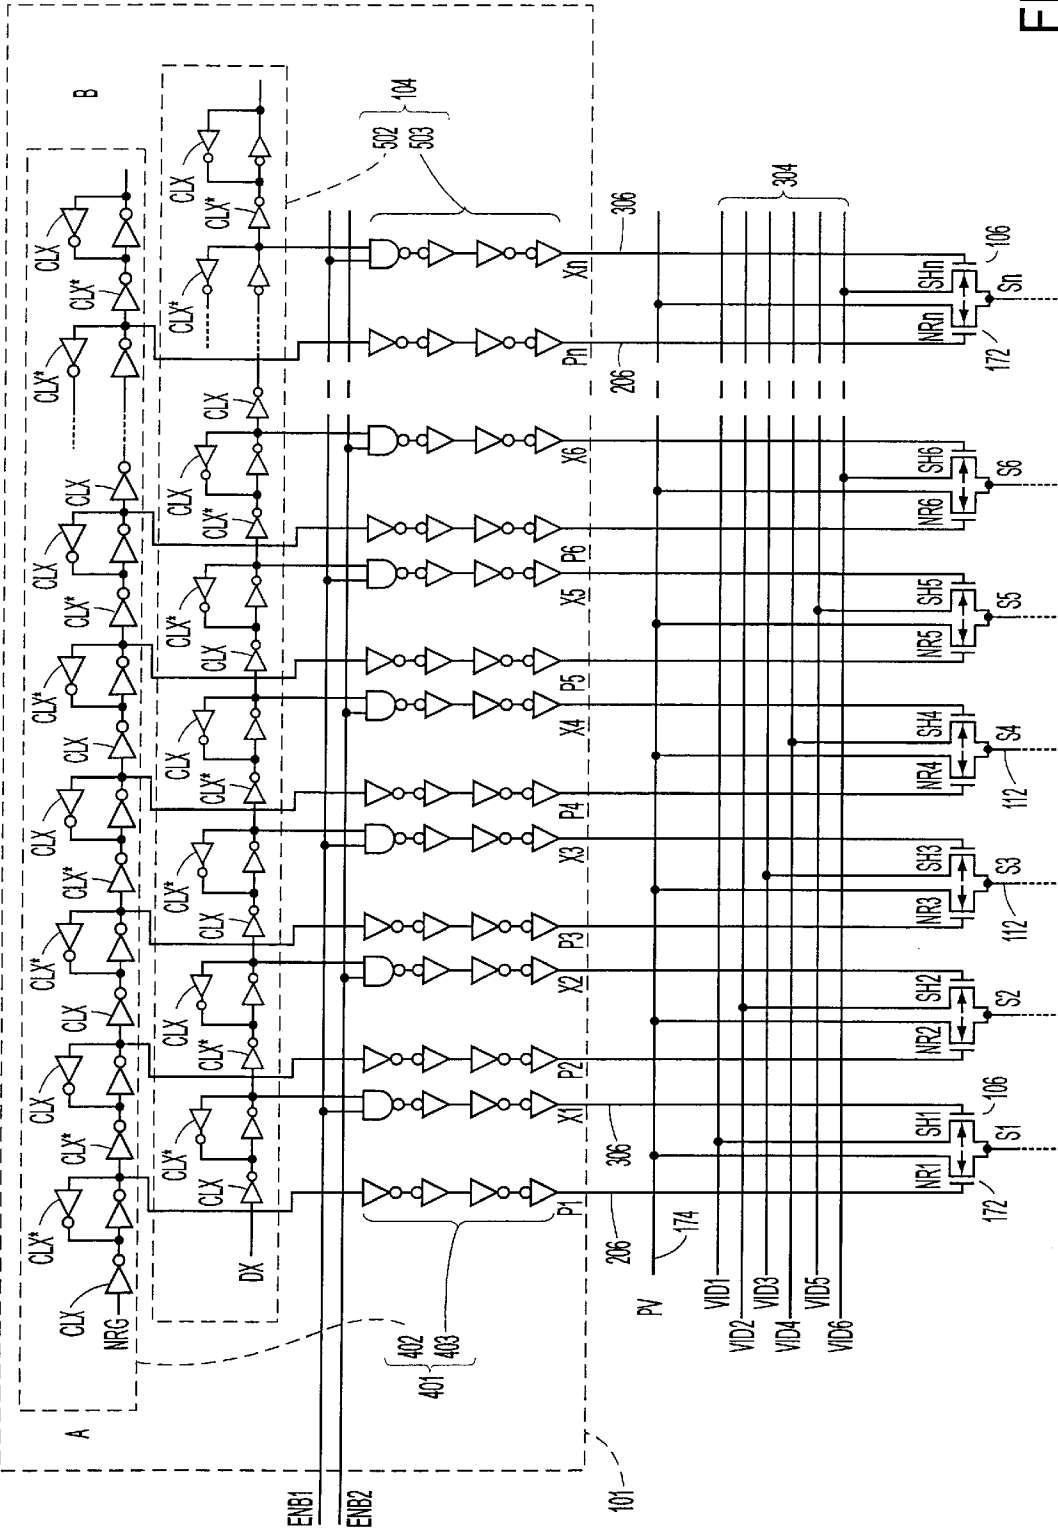 A
B
CLX*
CLX
CLX*
CLX
CLX*
CLX
CLX*
CLX
CLX
CLX*
CLX
CLX*
CLX
CLX*
CLX
CLX*
NRG
CLX*
CLX
CLX*
CLX
CLX*
CLX
CLX*
CLX
CLX
CLX*
CLX
CLX*
CLX
CLX*
CLX
CLX*
DX
ENB1
ENB2
402
403
401
104
502
503
P1 X1 P2 X2 P3 X3 P4 X4 P5 X5 P6 X6 Pn Xn
101
206 306 206 306
PV 174
304
VID1
VID2
VID3
VID4
VID5
VID6
NR1 SH1 NR2 SH2 NR3 SH3 NR4 SH4 NR5 SH5 NR6 SH6 NRn SHn
172 106 172 106
S1 S2 S3 S4 S5 S6 Sn
112 112